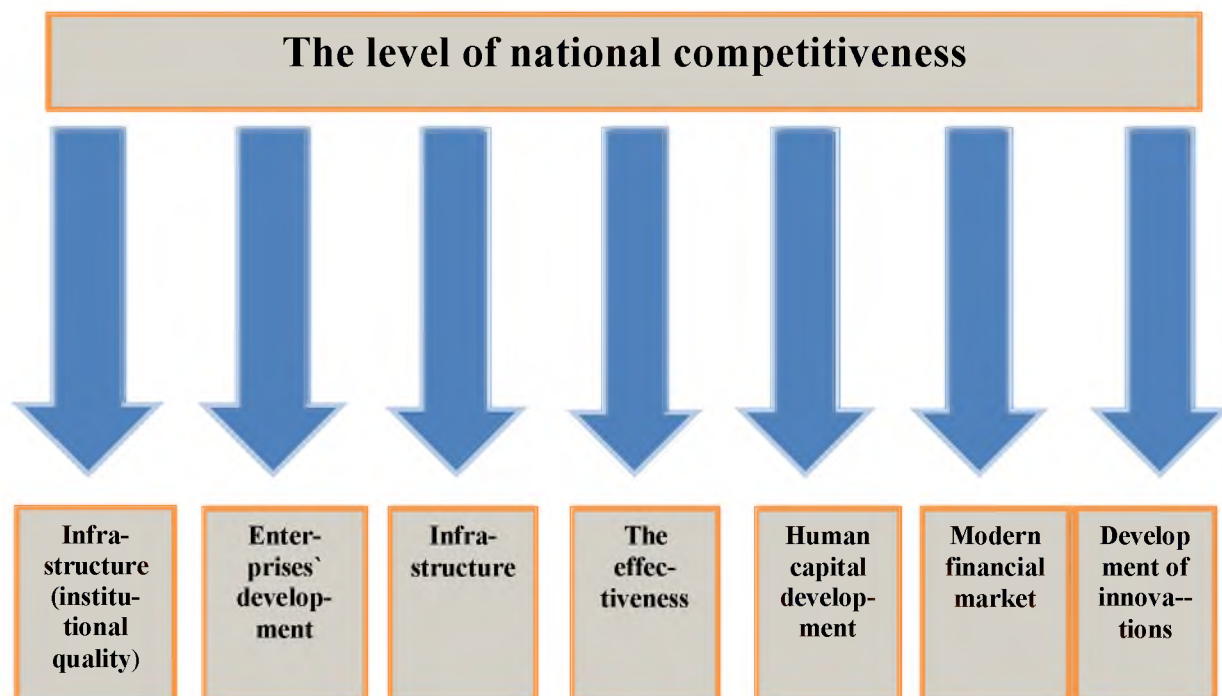 The level of national competitiveness
Infra-
structure
(institu-
tional
quality)
Enter-
prises`
develop-
ment
Infra-
structure
The
effec-
tiveness
Human
capital
develop-
ment
Modern
financial
market
Develop
ment of
innova--
tions